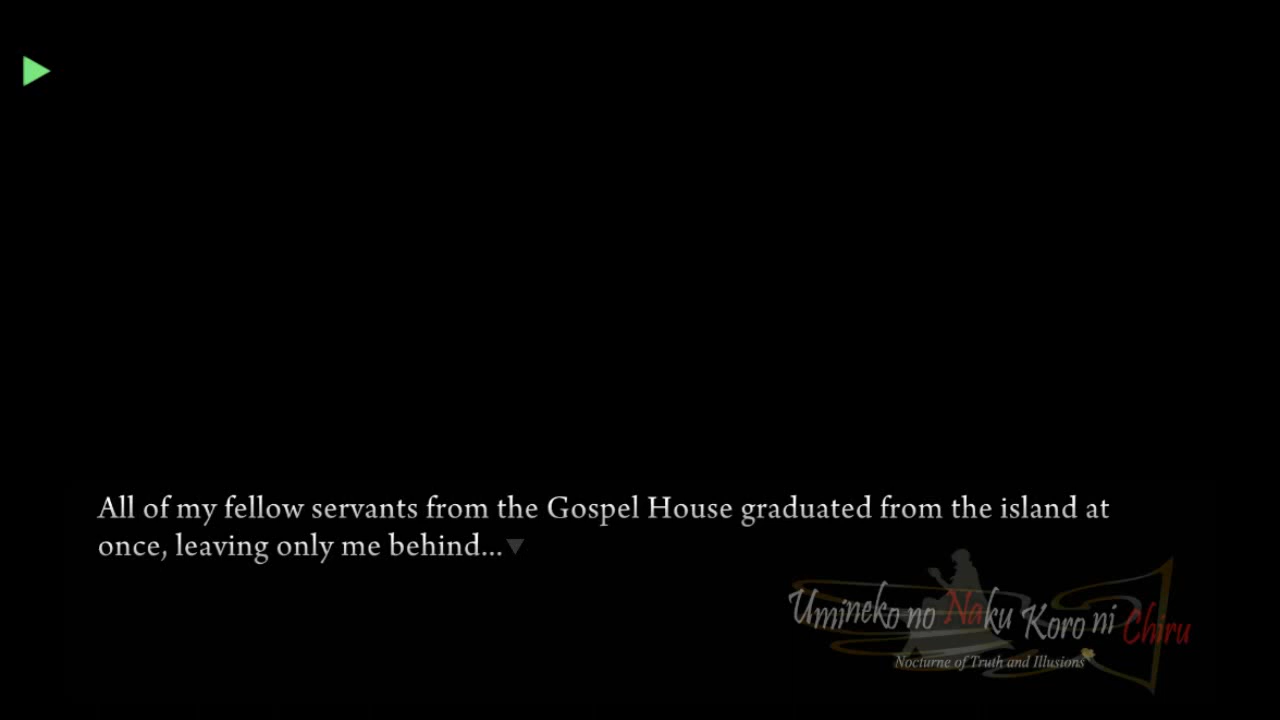 All of my fellow servants from the Gospel House graduated from the island at
once, leaving only me behind...
Umineko no Naku Koro ni Chiru
Nocturne of Truth and Illusions